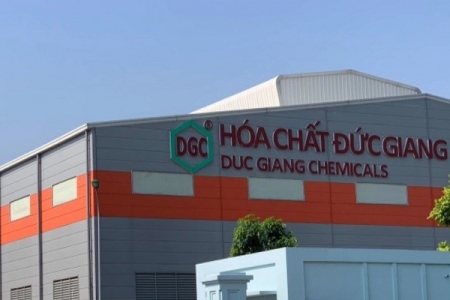 DGC ®
HÓA CHẤT ĐỨC GIANG
DUC GIANG CHEMICALS